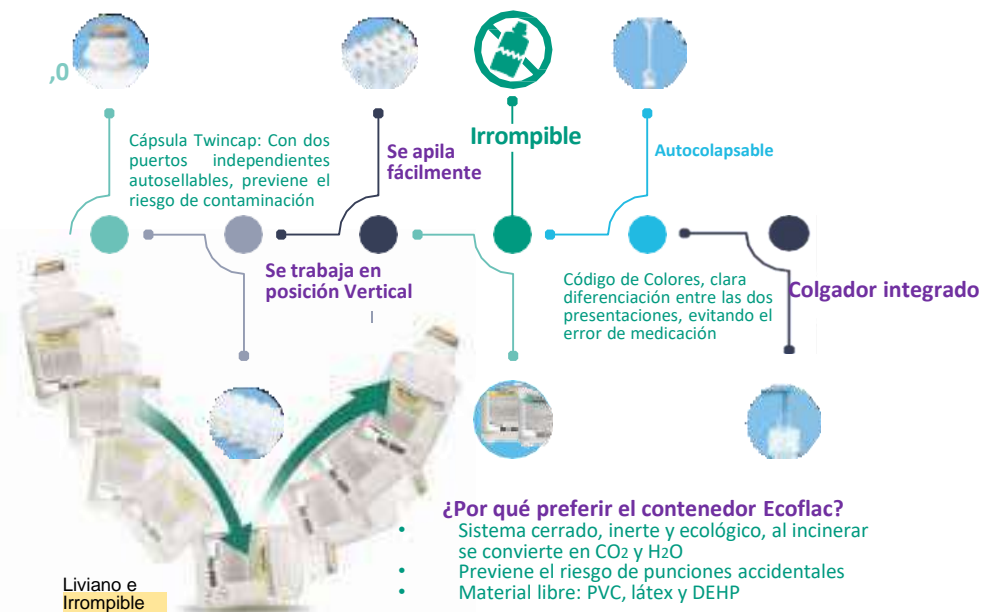 ,0
Cápsula Twincap: Con dos
puertos independientes
autosellables, previene el
riesgo de contaminación
Se apila
fácilmente
Irrompible
Autocolapsable
Se trabaja en
posición Vertical
Código de Colores, clara
diferenciación entre las dos
presentaciones, evitando el
error de medicación
Colgador integrado
¿Por qué preferir el contenedor Ecoflac?
• Sistema cerrado, inerte y ecológico, al incinerar
se convierte en CO2 y H2O
• Previene el riesgo de punciones accidentales
• Material libre: PVC, látex y DEHP
Liviano e
Irrompible